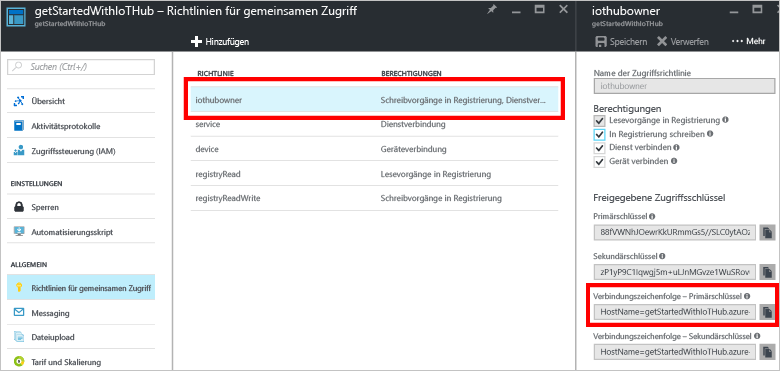 getStartedWithIoTHub – Richtlinien für gemeinsamen Zugriff
getStartedWithIoTHub
Hinzufügen
Suchen (Ctrl+/)
Übersicht
Aktivitätsprotokolle
Zugriffssteuerung (IAM)
EINSTELLUNGEN
Sperren
Automatisierungsskript
ALLGEMEIN
Richtlinien für gemeinsamen Zugriff
Messaging
Dateiupload
Tarif und Skalierung
RICHTLINIE BERECHTIGUNGEN
iothubowner Schreibvorgänge in Registrierung, Dienstver...
service Dienstverbindung
device Geräteverbindung
registryRead Lesevorgänge in Registrierung
registryReadWrite Schreibvorgänge in Registrierung
iothubowner
getStartedWithIoTHub
Speichern Verwerfen ... Mehr
Name der Zugriffsrichtlinie
iothubowner
Berechtigungen
Lesevorgänge in Registrierung
In Registrierung schreiben
Dienst verbinden
Gerät verbinden
Freigegebene Zugriffsschlüssel
Primärschlüssel
Sekundärschlüssel
Verbindungszeichenfolge – Primärschlüssel
HostName=getStartedWithIoTHub.azure-
Verbindungszeichenfolge – Sekundärschlüssel
HostName=getStartedWithIoTHub.azure-